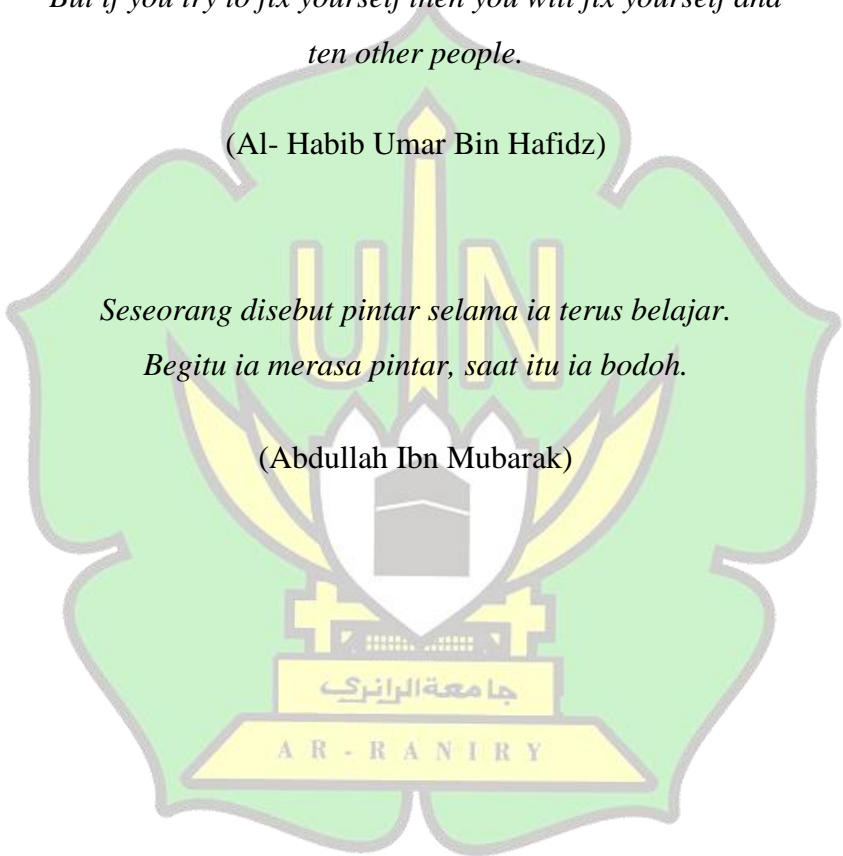 But if you try to fix yourself then you will fix yourself and
ten other people.
(Al- Habib Umar Bin Hafidz)
UIN
Seseorang disebut pintar selama ia terus belajar.
Begitu ia merasa pintar, saat itu ia bodoh.
(Abdullah Ibn Mubarak)
جامعة الرانري
AR-RANIRY